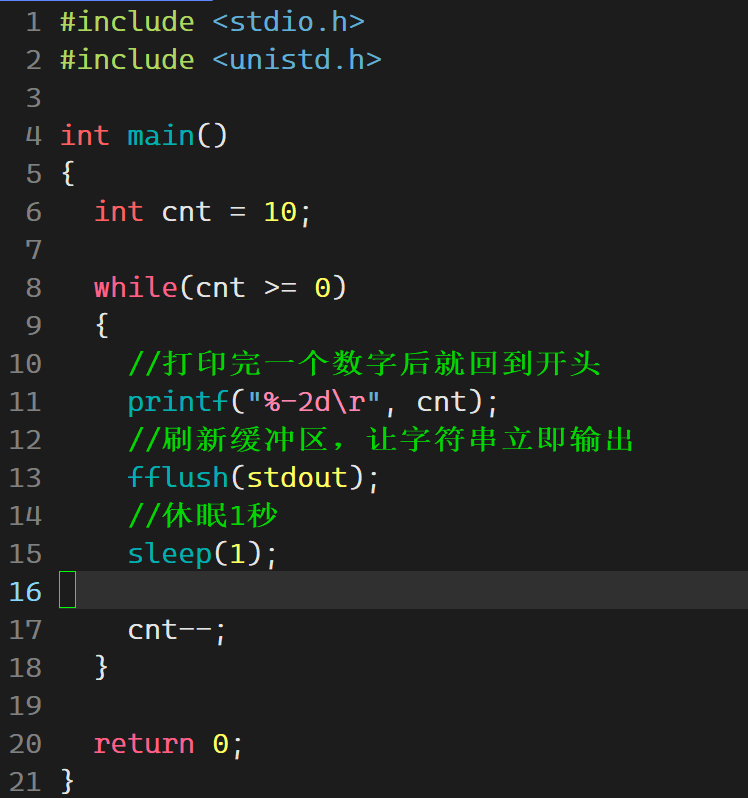 1 #include <stdio.h>
2 #include <unistd.h>
3
4 int main()
5 {
6   int cnt = 10;
7
8   while(cnt >= 0)
9   {
10     //打印完一个数字后就回到开头
11     printf("%-2d\r", cnt);
12     //刷新缓冲区，让字符串立即输出
13     fflush(stdout);
14     //休眠1秒
15     sleep(1);
16
17     cnt--;
18   }
19
20   return 0;
21 }